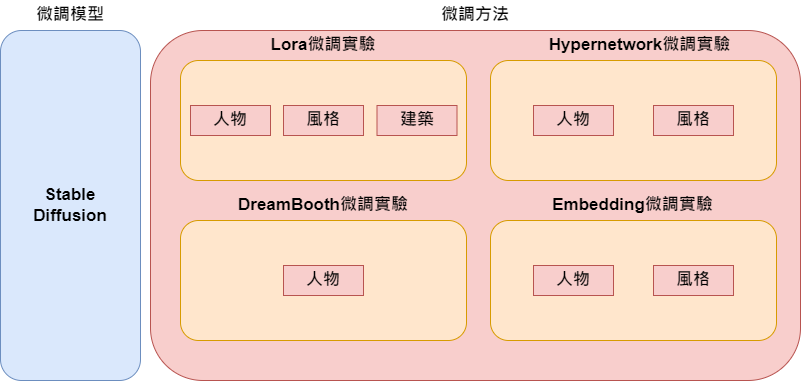 微調模型
微調方法
Stable
Diffusion
Lora微調實驗
人物
風格
建築
Hypernetwork微調實驗
人物
風格
DreamBooth微調實驗
人物
Embedding微調實驗
人物
風格